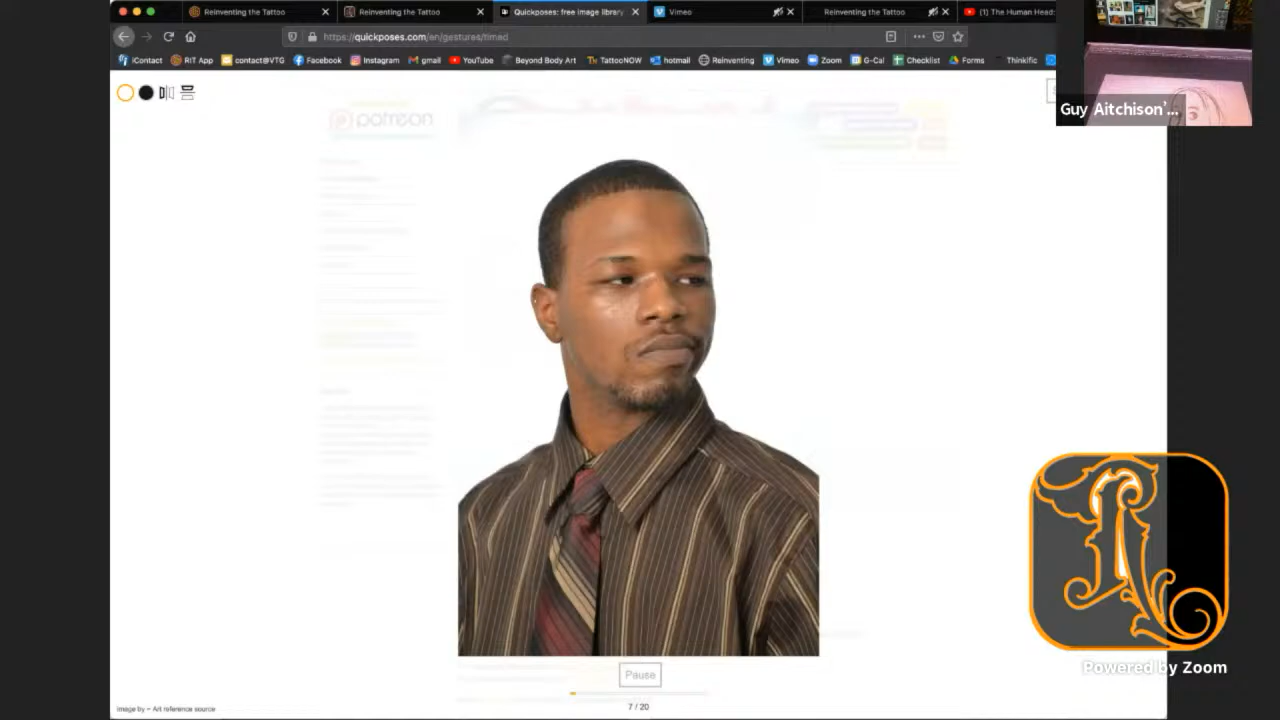 Reinventing the Tattoo
Reinventing the Tattoo
Quickposes: free image library
Vimeo
Reinventing the Tattoo
(1) The Human Head:
https://quickposes.com/en/gestures/timed
iContact
RIT App
contact@VTG
Facebook
Instagram
gmail
YouTube
Beyond Body Art
TattooNOW
hotmail
Reinventing
Vimeo
Zoom
G-Cal
Checklist
Forms
Thinkific
Guy Aitchison'...
patreon
Pause
7 / 20
Image by – Art reference source
Powered by Zoom